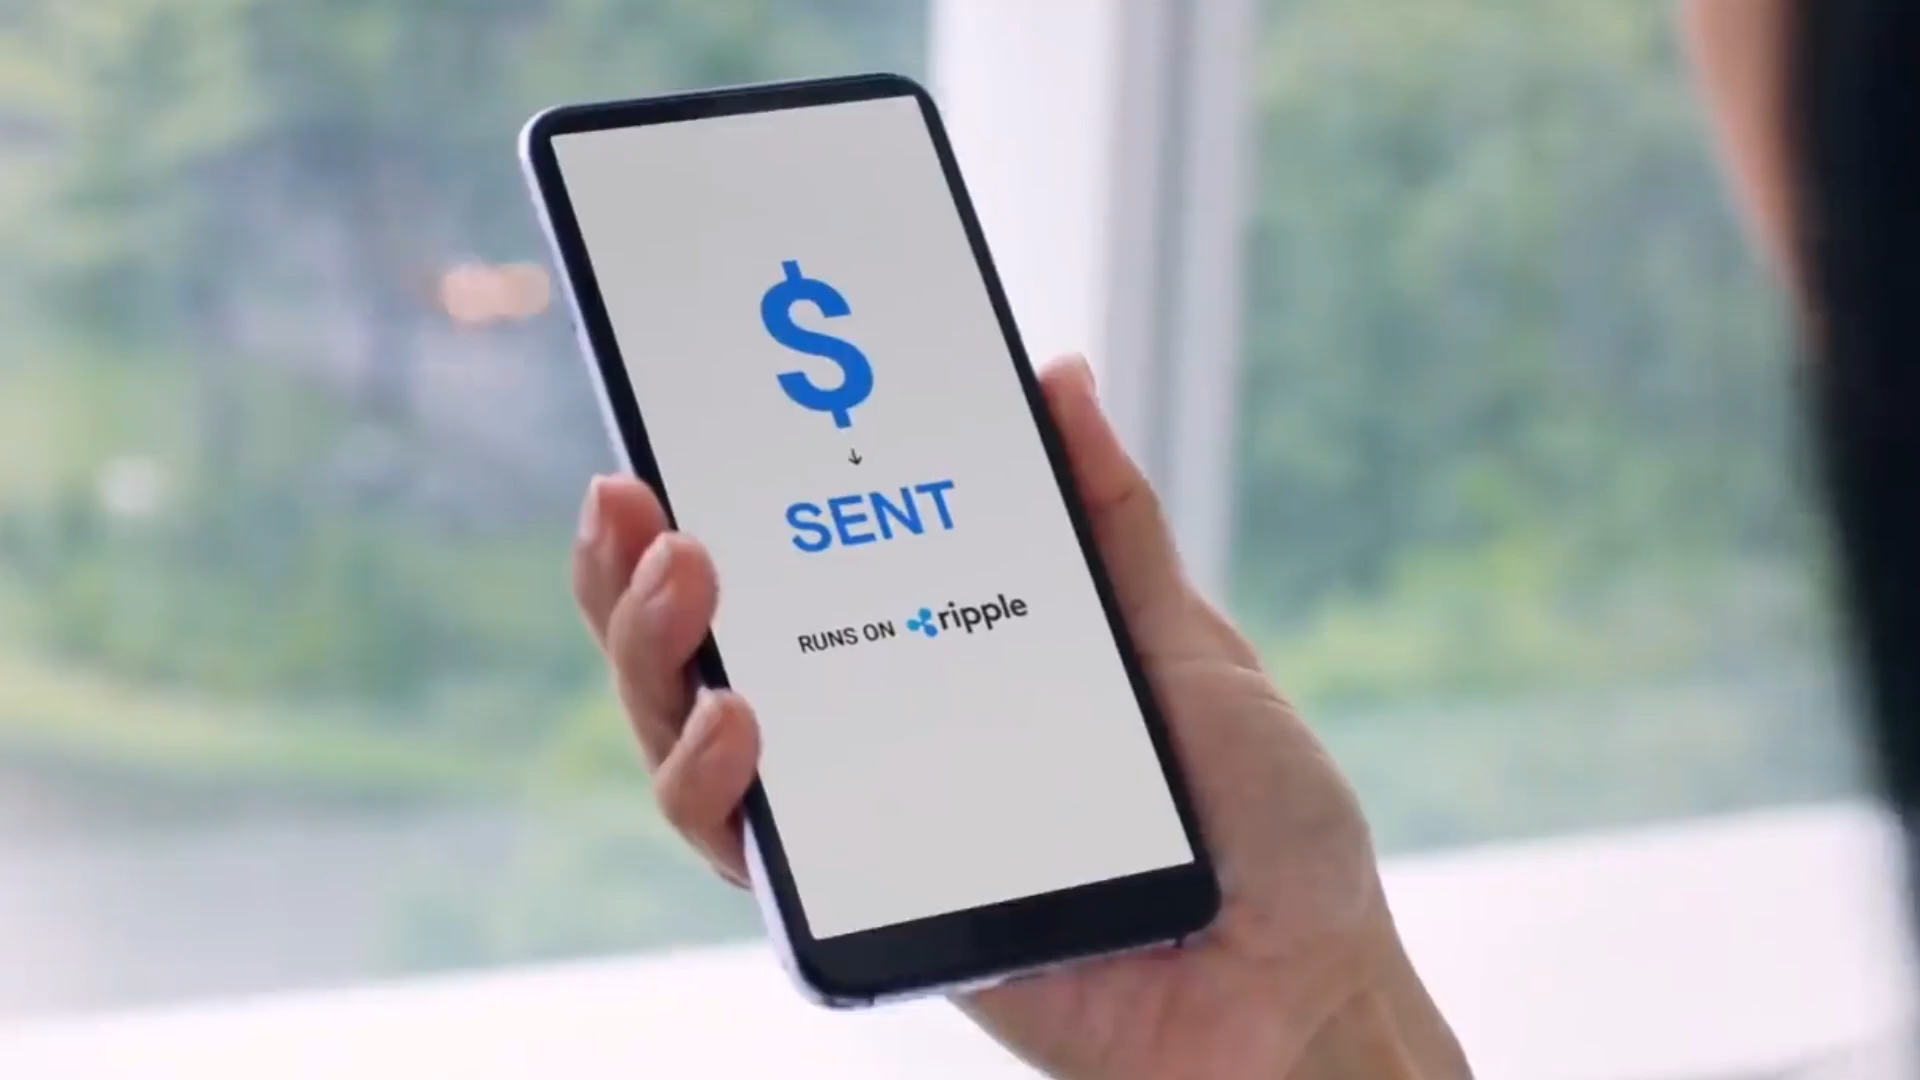 $
↓
SENT
RUNS ON ripple